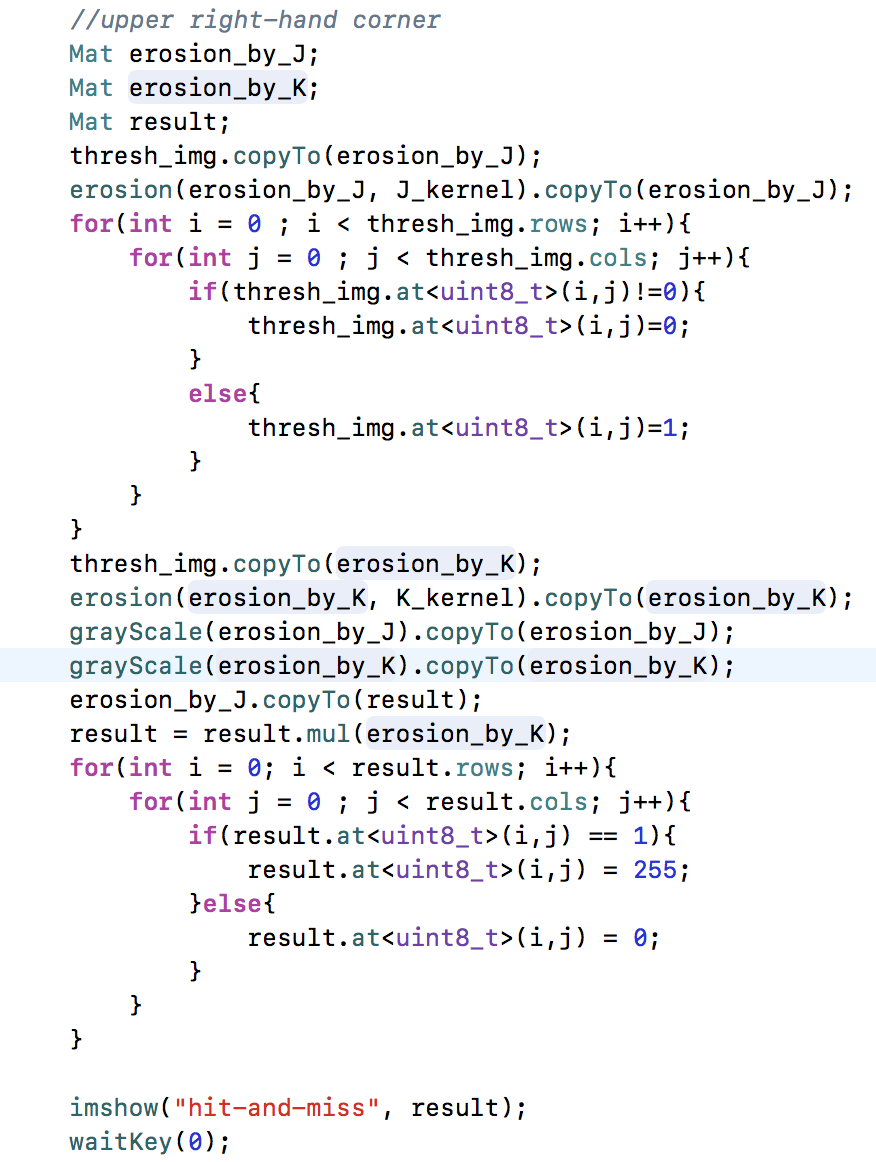 //upper right-hand corner
Mat erosion_by_J;
Mat erosion_by_K;
Mat result;
thresh_img.copyTo(erosion_by_J);
erosion(erosion_by_J, J_kernel).copyTo(erosion_by_J);
for(int i = 0 ; i < thresh_img.rows; i++){
    for(int j = 0 ; j < thresh_img.cols; j++){
        if(thresh_img.at<uint8_t>(i,j)!=0){
            thresh_img.at<uint8_t>(i,j)=0;
        }
        else{
            thresh_img.at<uint8_t>(i,j)=1;
        }
    }
}
thresh_img.copyTo(erosion_by_K);
erosion(erosion_by_K, K_kernel).copyTo(erosion_by_K);
grayScale(erosion_by_J).copyTo(erosion_by_J);
grayScale(erosion_by_K).copyTo(erosion_by_K);
erosion_by_J.copyTo(result);
result = result.mul(erosion_by_K);
for(int i = 0; i < result.rows; i++){
    for(int j = 0 ; j < result.cols; j++){
        if(result.at<uint8_t>(i,j) == 1){
            result.at<uint8_t>(i,j) = 255;
        }else{
            result.at<uint8_t>(i,j) = 0;
        }
    }
}
imshow("hit-and-miss", result);
waitKey(0);